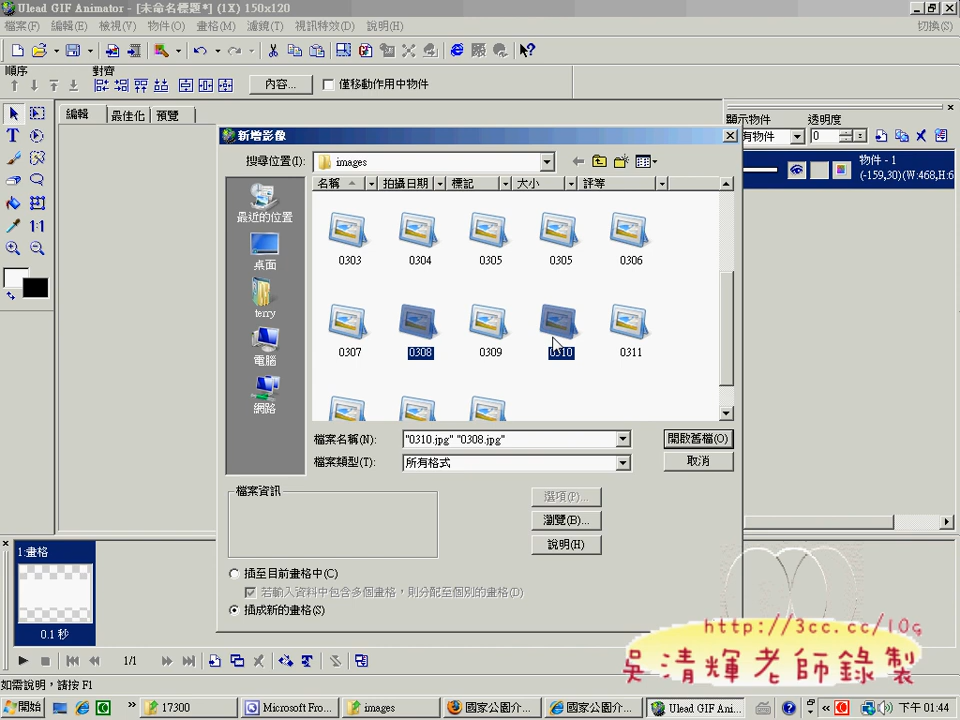 Ulead GIF Animator - [未命名標題*] (1X) 150x120
檔案(F) 編輯(E) 檢視(V) 物件(O) 畫格(M) 濾鏡(T) 視訊特效(D) 說明(H) 切換(S)
順序 對齊
內容... 僅移動作用中物件
編輯 最佳化 預覽
顯示物件 透明度
有物件 0
物件 - 1
(-159,30)(W:468,H:6
新增影像
搜尋位置(I): images
名稱 拍攝日期 標記 大小 評等
最近的位置
桌面
terry
電腦
網路
0303 0304 0305 0305 0306
0307 0308 0309 0310 0311
檔案名稱(N): "0310.jpg" "0308.jpg" 開啟舊檔(O)
檔案類型(T): 所有格式 取消
檔案資訊
選項(P)...
瀏覽(B)...
說明(H)
插至目前畫格中(C)
若輸入資料中包含多個畫格，則分配至個別的畫格(D)
插成新的畫格(S)
1:畫格
0.1 秒
1/1
http://3cc.cc/10g
吳清輝老師錄製
如需說明，請按 F1
開始 17300 Microsoft Fro... images 國家公園介... 國家公園介... Ulead GIF Ani... 下午 01:44